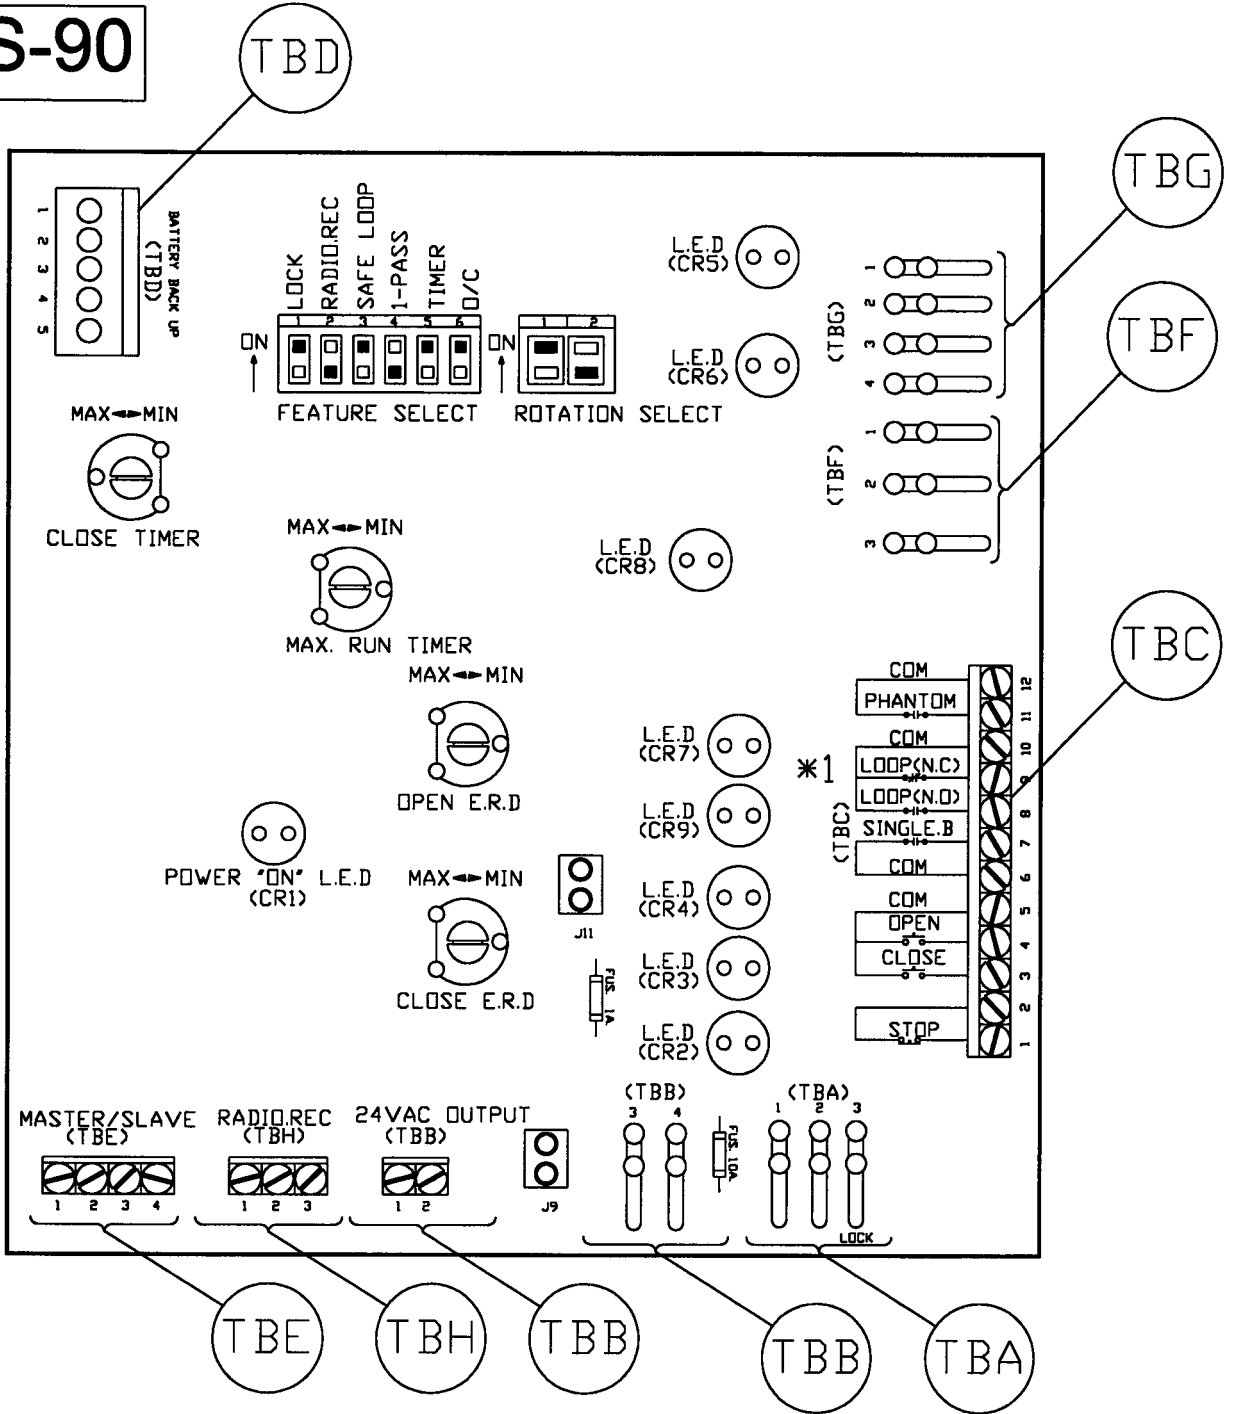 S-90
TBD
TBG
TBF
TBC
1
2
3
4
5
BATTERY BACK UP
(TBD)
LOCK
RADIO.REC
SAFE LOOP
1-PASS
TIMER
O/C
1 2 3 4 5 6
ON
FEATURE SELECT
1 2
ON
ROTATION SELECT
L.E.D
(CR5)
L.E.D
(CR6)
(TBG)
1
2
3
4
(TBF)
1
2
3
MAX MIN
CLOSE TIMER
MAX MIN
MAX. RUN TIMER
L.E.D
(CR8)
MAX MIN
OPEN E.R.D
POWER "ON" L.E.D
(CR1)
MAX MIN
CLOSE E.R.D
J11
FUS. 1A
L.E.D
(CR7)
L.E.D
(CR9)
L.E.D
(CR4)
L.E.D
(CR3)
L.E.D
(CR2)
*1
(TBC)
COM 12
PHANTOM 11
COM 10
LOOP(N.C) 9
LOOP(N.O) 8
SINGLE.B 7
COM 6
COM 5
OPEN 4
CLOSE 3
2
STOP 1
MASTER/SLAVE
(TBE)
1 2 3 4
RADIO.REC
(TBH)
1 2 3
24VAC OUTPUT
(TBB)
1 2
J9
(TBB)
3 4
FUS. 10A
(TBA)
1 2 3
LOCK
TBE
TBH
TBB
TBB
TBA